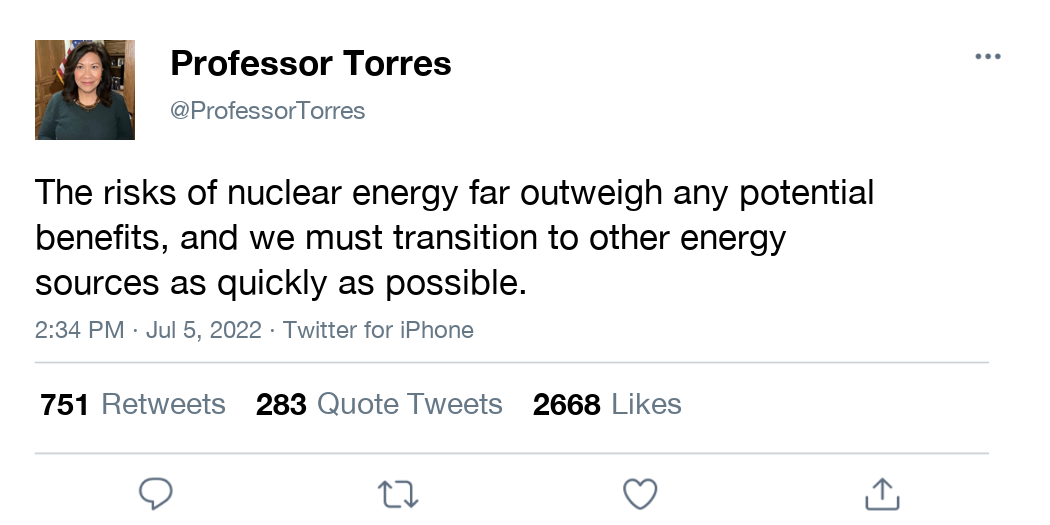 Professor Torres
@ProfessorTorres
The risks of nuclear energy far outweigh any potential
benefits, and we must transition to other energy
sources as quickly as possible.
2:34 PM · Jul 5, 2022 · Twitter for iPhone
751 Retweets 283 Quote Tweets 2668 Likes